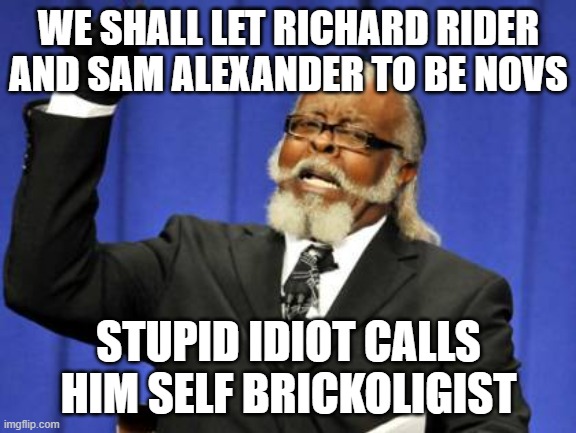 WE SHALL LET RICHARD RIDER
AND SAM ALEXANDER TO BE NOVS
STUPID IDIOT CALLS
HIM SELF BRICKOLIGIST
imgflip.com